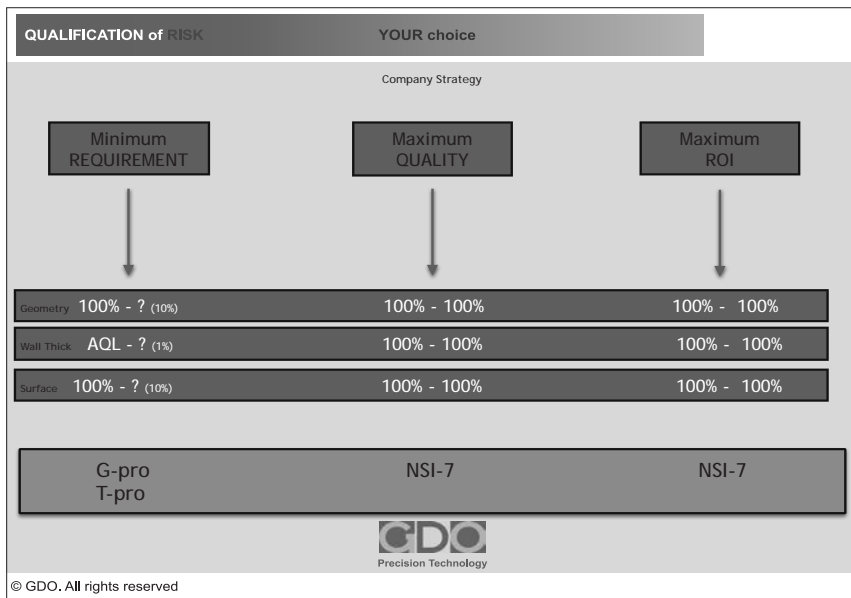 QUALIFICATION of RISK YOUR choice
Company Strategy
Minimum
REQUIREMENT
Maximum
QUALITY
Maximum
ROI
Geometry 100% - ? (10%) 100% - 100% 100% - 100%
Wall Thick AQL - ? (1%) 100% - 100% 100% - 100%
Surface 100% - ? (10%) 100% - 100% 100% - 100%
G-pro NSI-7 NSI-7
T-pro
GDO
Precision Technology
© GDO. All rights reserved